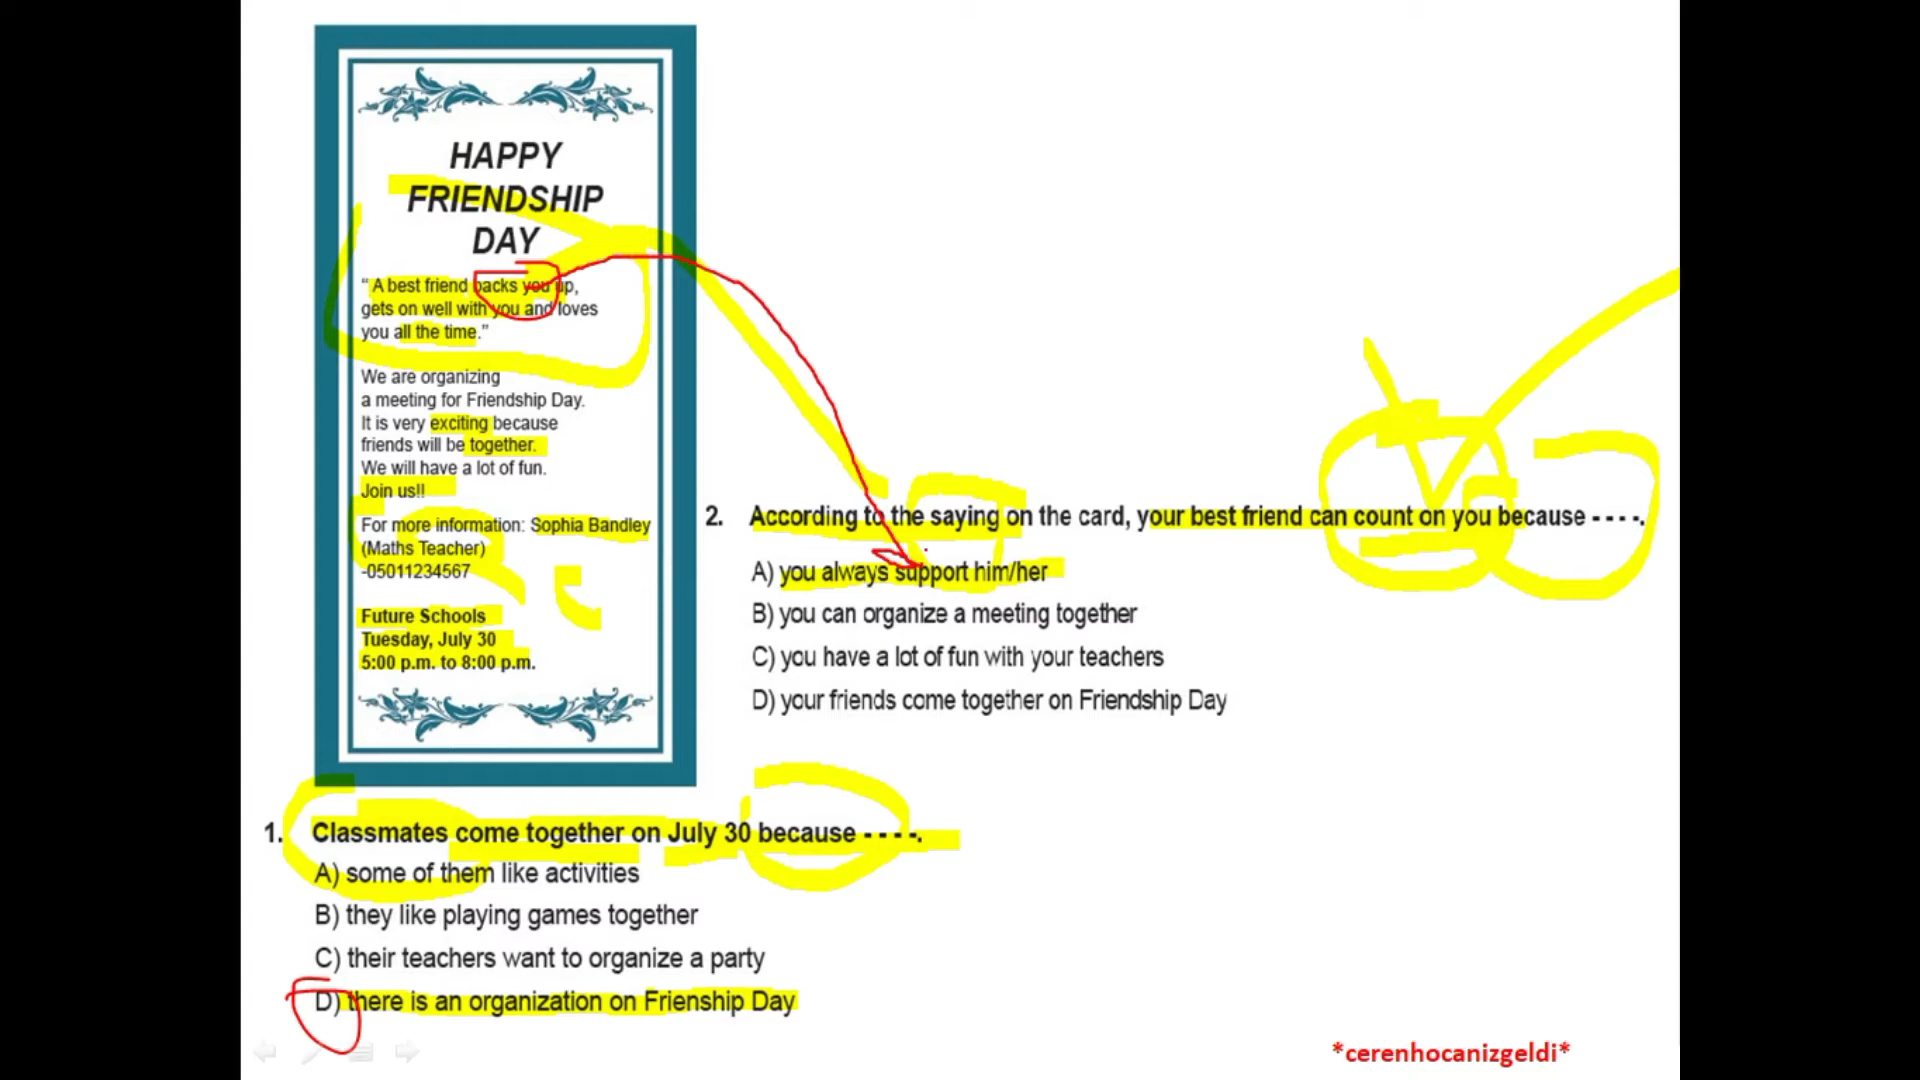 HAPPY
FRIENDSHIP
DAY
“ A best friend backs you up,
gets on well with you and loves
you all the time.”
We are organizing
a meeting for Friendship Day.
It is very exciting because
friends will be together.
We will have a lot of fun.
Join us!!
For more information: Sophia Bandley
(Maths Teacher)
-05011234567
Future Schools
Tuesday, July 30
5:00 p.m. to 8:00 p.m.
2. According to the saying on the card, your best friend can count on you because - - - -.
A) you always support him/her
B) you can organize a meeting together
C) you have a lot of fun with your teachers
D) your friends come together on Friendship Day
1. Classmates come together on July 30 because - - - -.
A) some of them like activities
B) they like playing games together
C) their teachers want to organize a party
D) there is an organization on Frienship Day
*cerenhocanizgeldi*